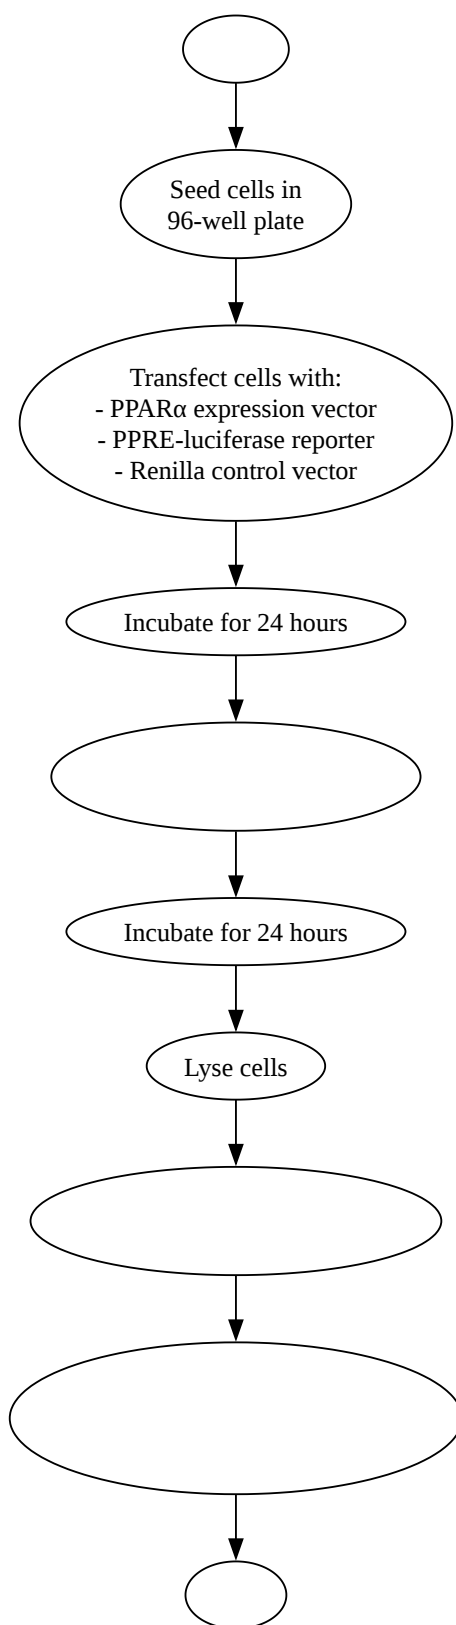 Seed cells in
96-well plate
Transfect cells with:
- PPARα expression vector
- PPRE-luciferase reporter
- Renilla control vector
Incubate for 24 hours
Incubate for 24 hours
Lyse cells